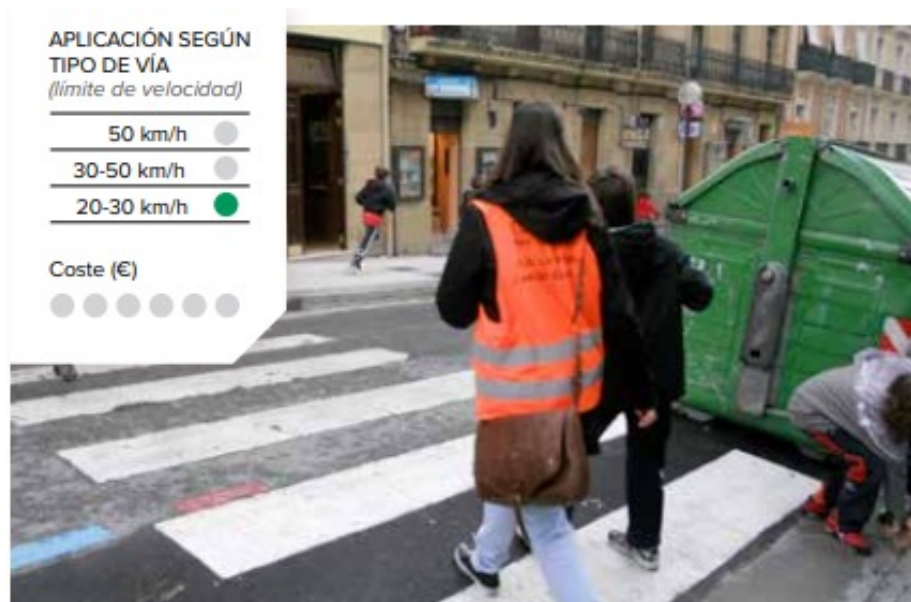 APLICACIÓN SEGÚN
TIPO DE VÍA
(límite de velocidad)
50 km/h
30-50 km/h
20-30 km/h
Coste (€)